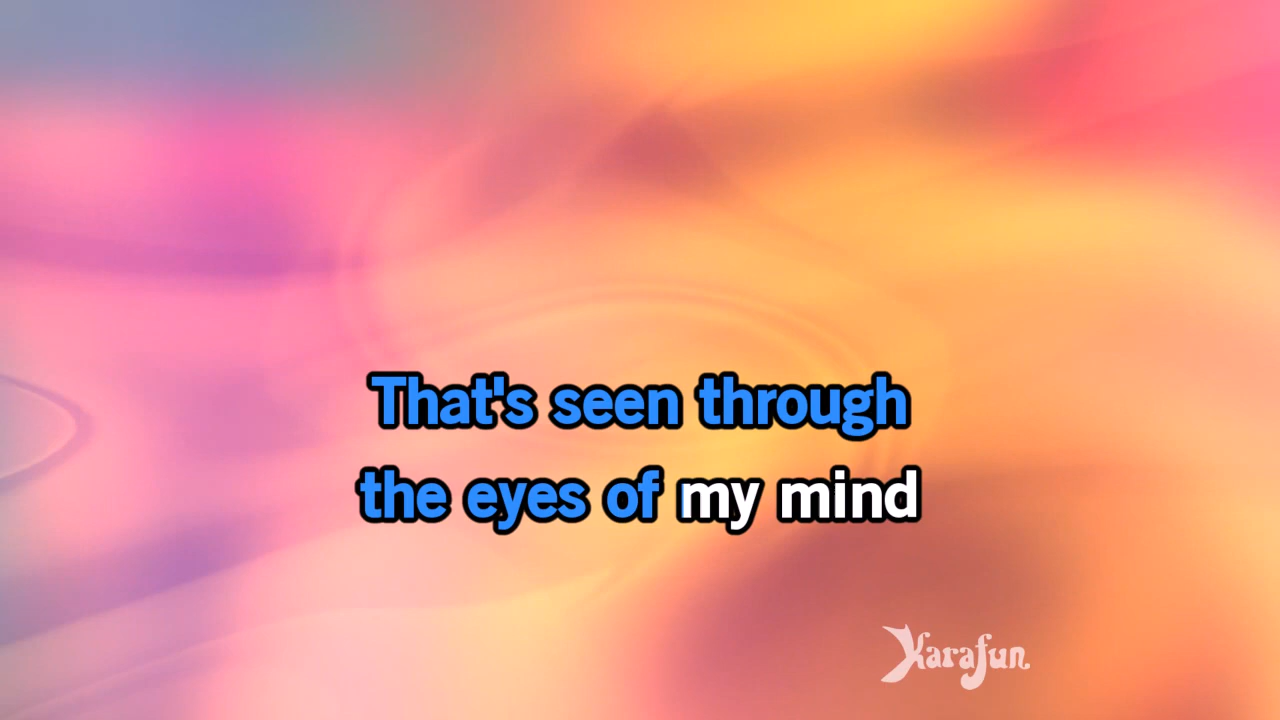 That's seen through
the eyes of my mind
Karafun